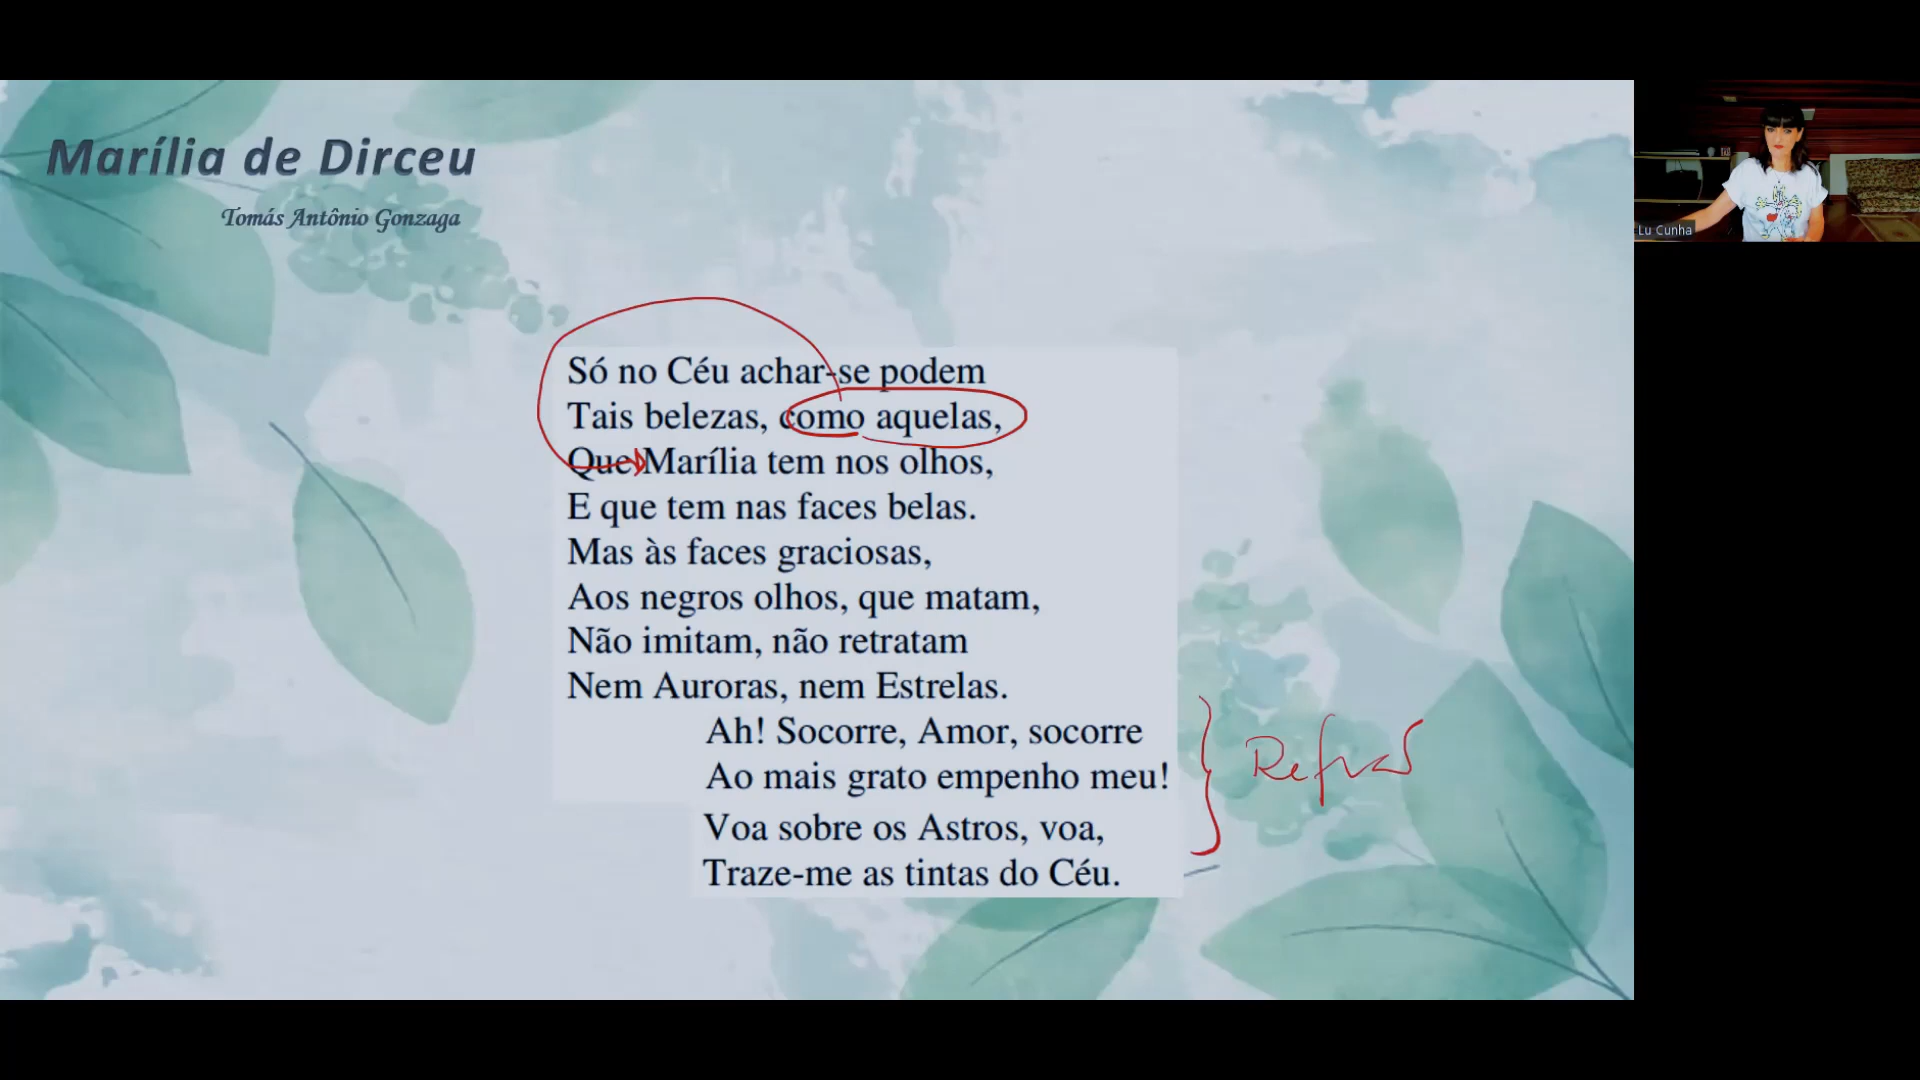 Marília de Dirceu
Tomás Antônio Gonzaga
Só no Céu achar-se podem
Tais belezas, como aquelas,
Que Marília tem nos olhos,
E que tem nas faces belas.
Mas às faces graciosas,
Aos negros olhos, que matam,
Não imitam, não retratam
Nem Auroras, nem Estrelas.
Ah! Socorre, Amor, socorre
Ao mais grato empenho meu!
Voa sobre os Astros, voa,
Traze-me as tintas do Céu.
Refrão
Lu Cunha